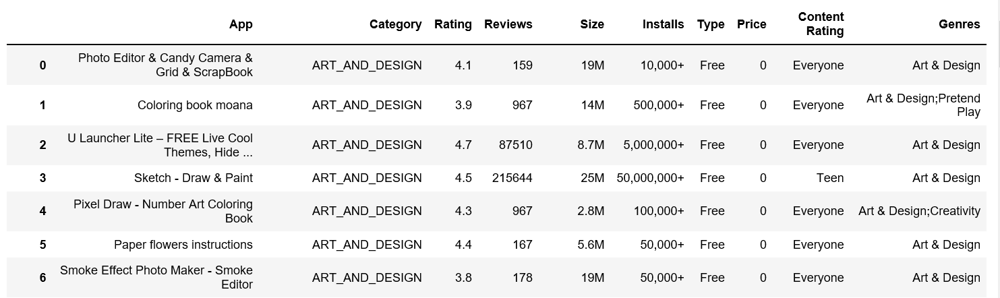 App Category Rating Reviews Size Installs Type Price Content Rating Genres
0 Photo Editor & Candy Camera & Grid & ScrapBook ART_AND_DESIGN 4.1 159 19M 10,000+ Free 0 Everyone Art & Design
1 Coloring book moana ART_AND_DESIGN 3.9 967 14M 500,000+ Free 0 Everyone Art & Design;Pretend Play
2 U Launcher Lite – FREE Live Cool Themes, Hide ... ART_AND_DESIGN 4.7 87510 8.7M 5,000,000+ Free 0 Everyone Art & Design
3 Sketch - Draw & Paint ART_AND_DESIGN 4.5 215644 25M 50,000,000+ Free 0 Teen Art & Design
4 Pixel Draw - Number Art Coloring Book ART_AND_DESIGN 4.3 967 2.8M 100,000+ Free 0 Everyone Art & Design;Creativity
5 Paper flowers instructions ART_AND_DESIGN 4.4 167 5.6M 50,000+ Free 0 Everyone Art & Design
6 Smoke Effect Photo Maker - Smoke Editor ART_AND_DESIGN 3.8 178 19M 50,000+ Free 0 Everyone Art & Design